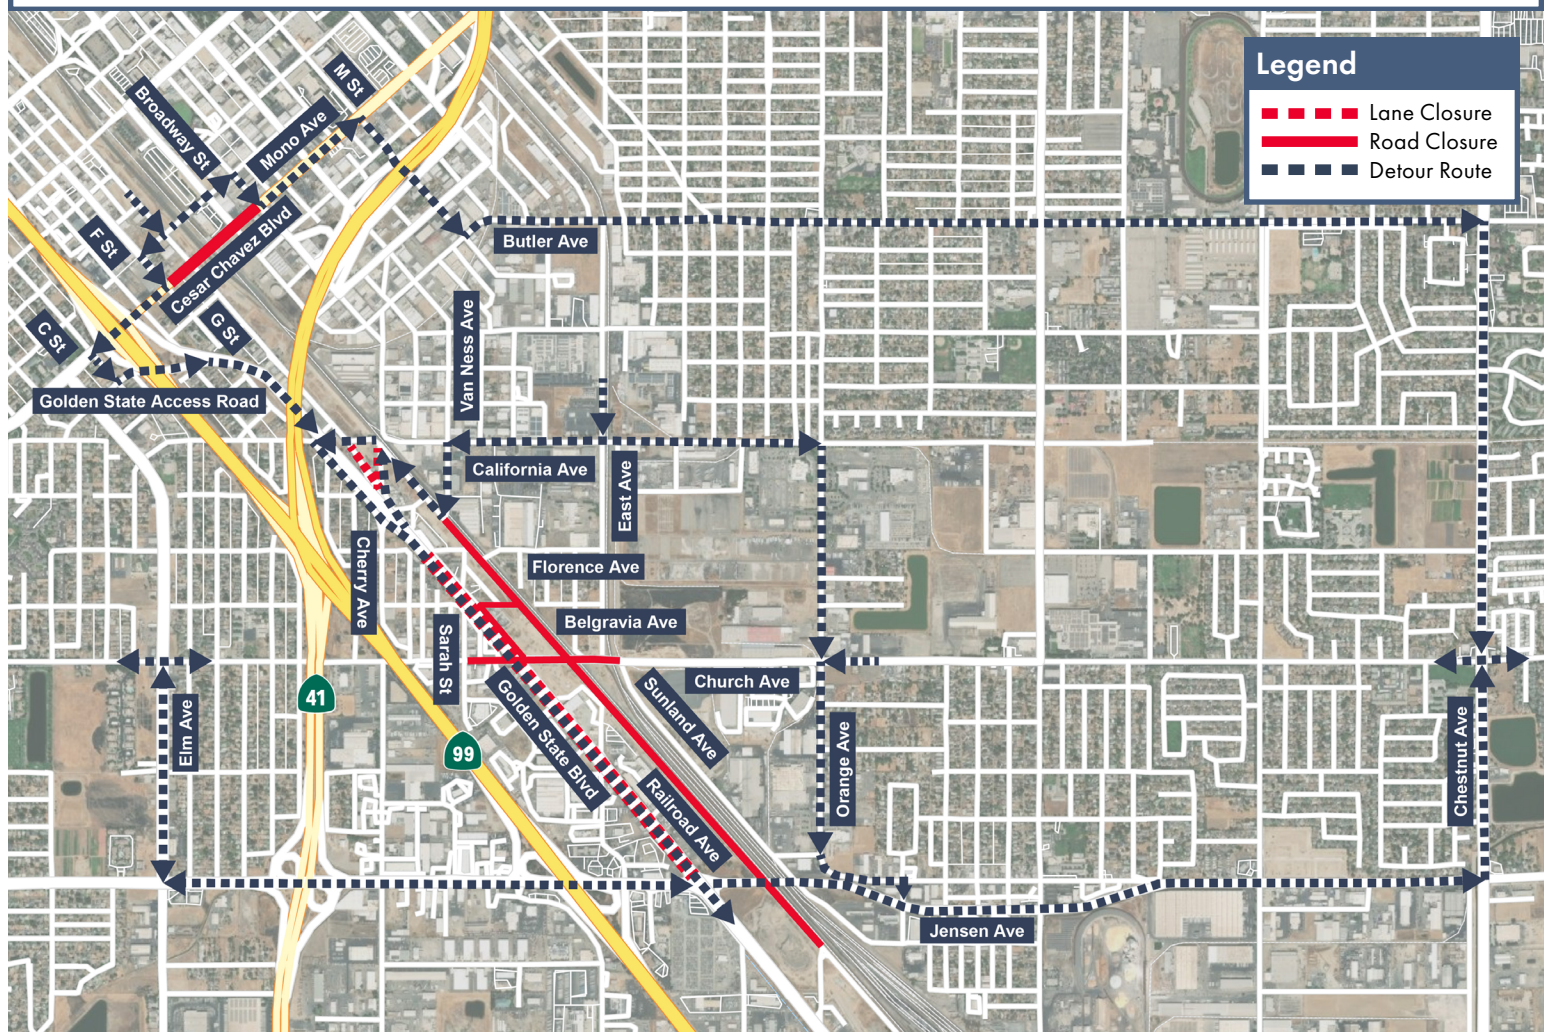 Legend
Lane Closure
Road Closure
Detour Route
M St
Broadway St
Mono Ave
F St
Cesar Chavez Blvd
Butler Ave
C St
G St
Van Ness Ave
Golden State Access Road
California Ave
East Ave
Cherry Ave
Florence Ave
Belgravia Ave
Sarah St
Church Ave
Sunland Ave
41
Golden State Blvd
Elm Ave
99
Railroad Ave
Orange Ave
Chestnut Ave
Jensen Ave